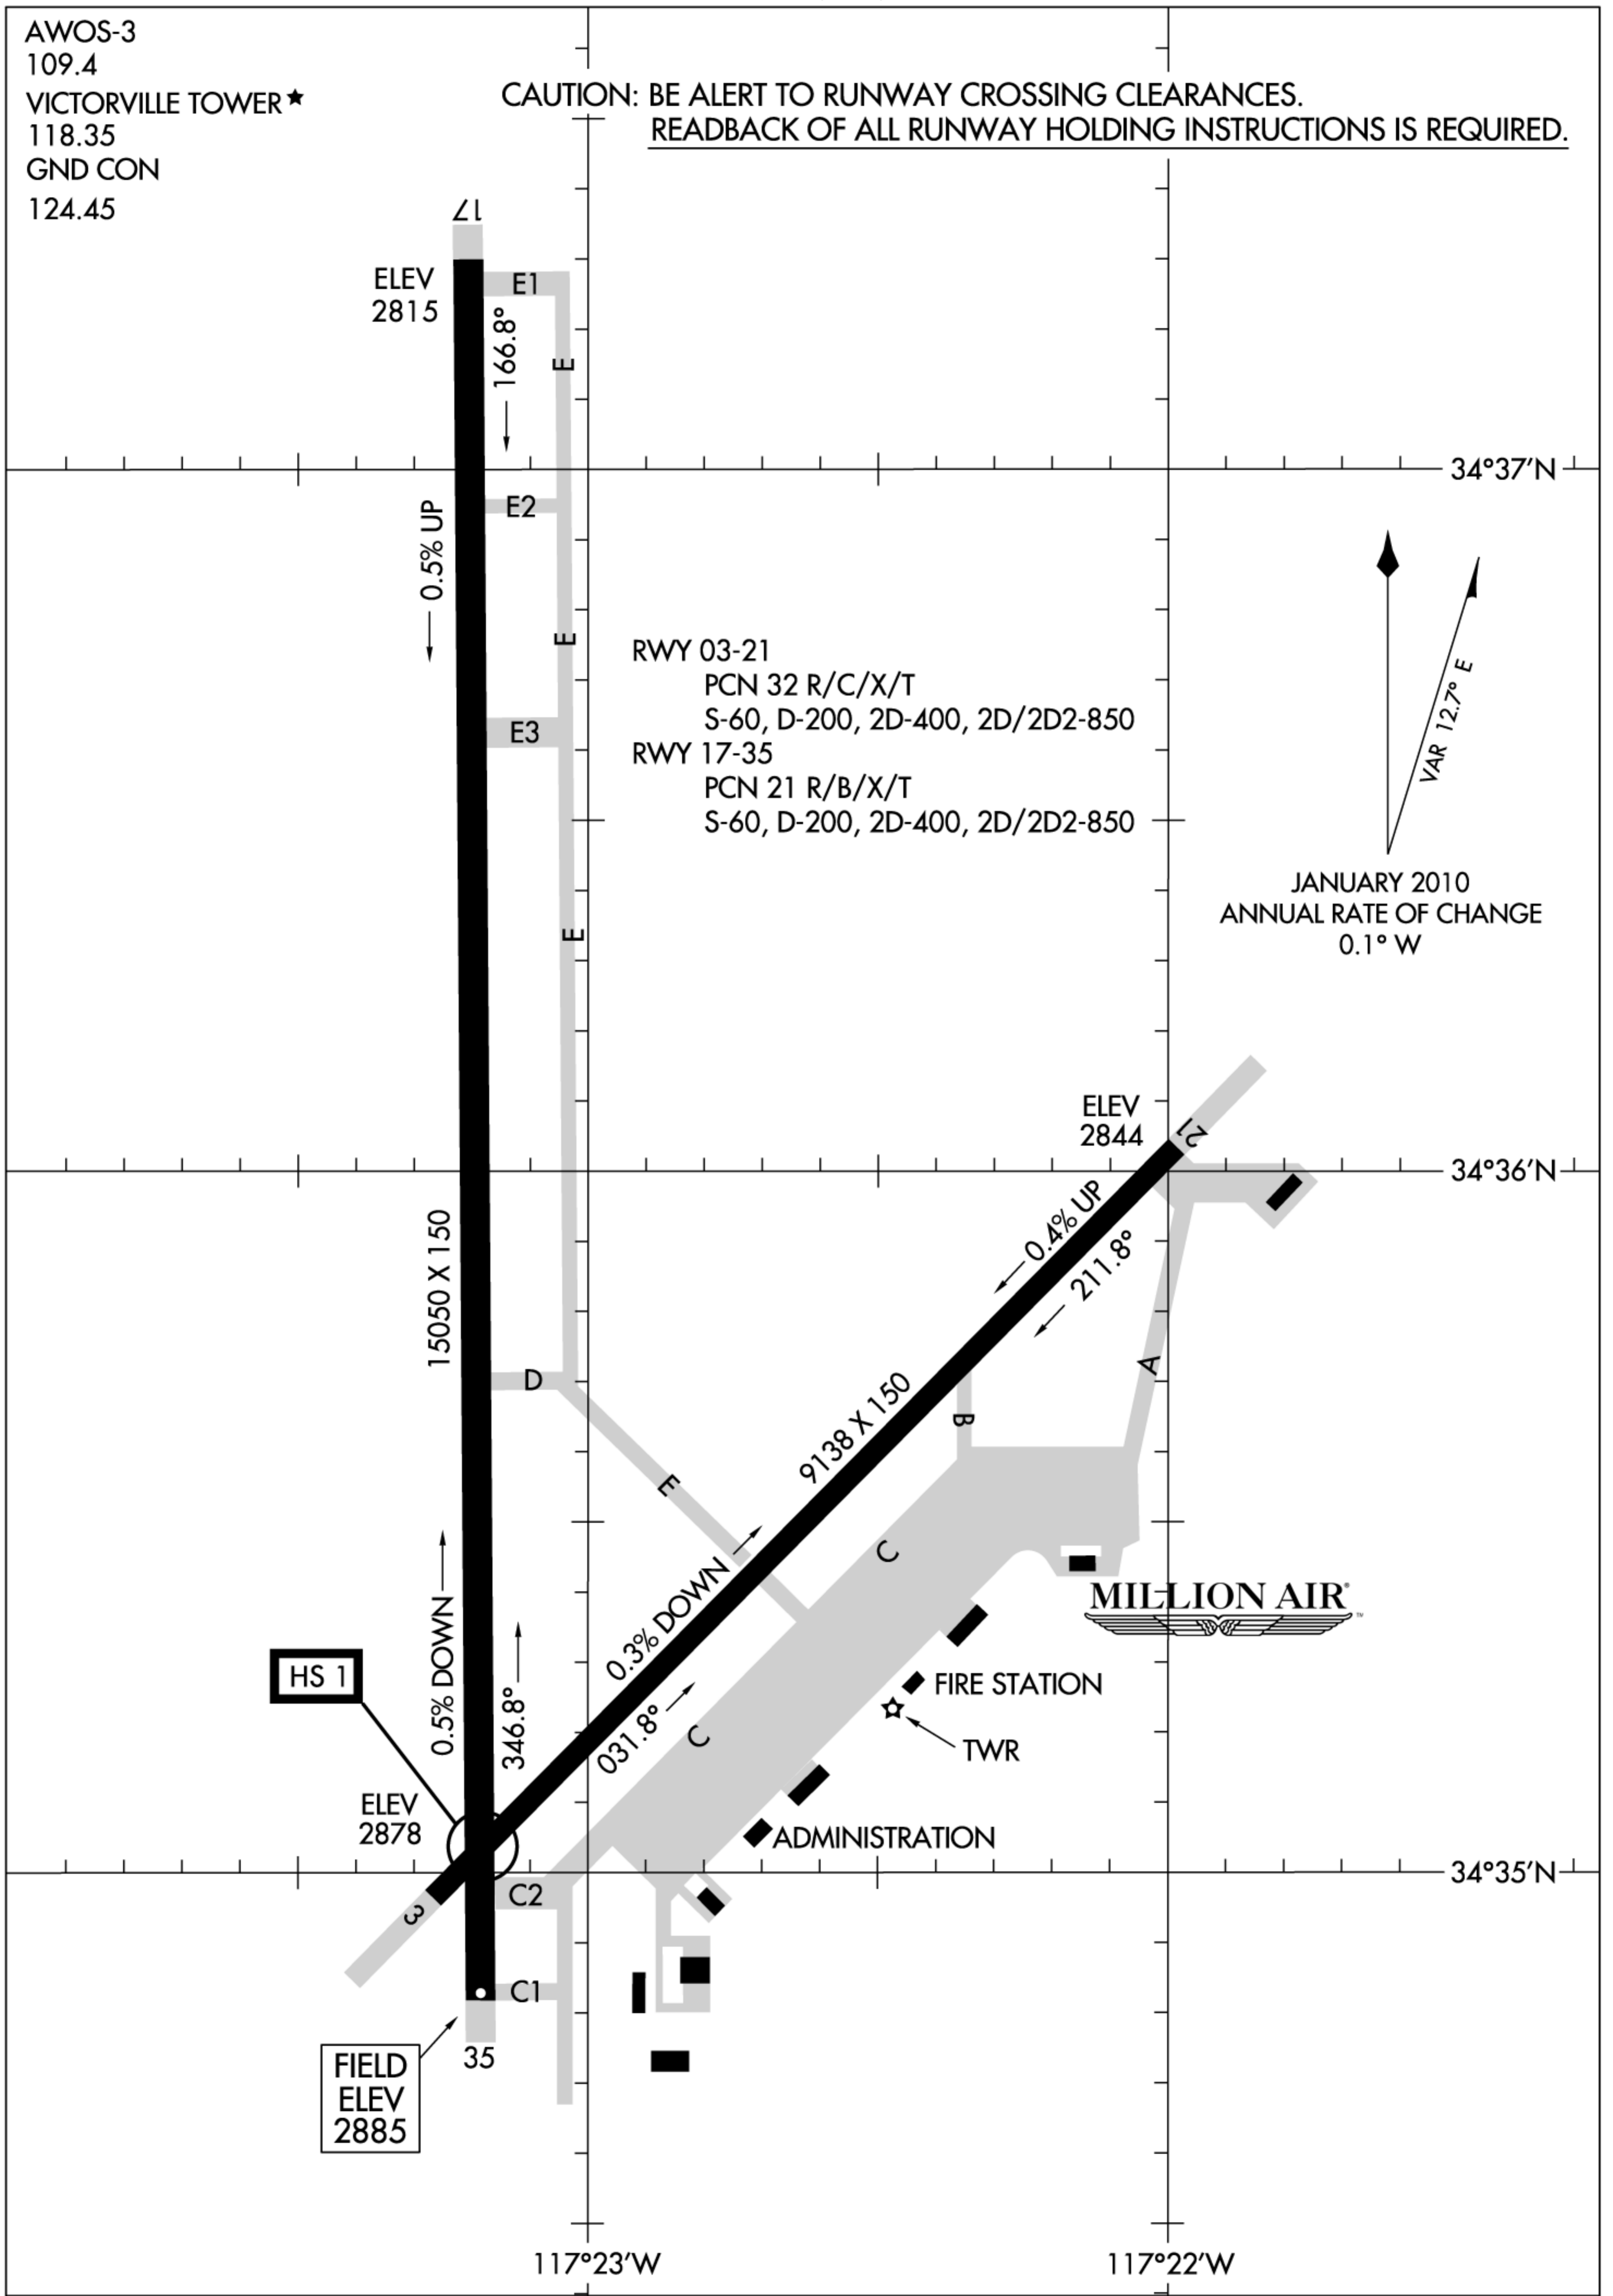 AWOS-3
109.4
VICTORVILLE TOWER★
118.35
GND CON
124.45
CAUTION: BE ALERT TO RUNWAY CROSSING CLEARANCES.
READBACK OF ALL RUNWAY HOLDING INSTRUCTIONS IS REQUIRED.
17
ELEV
2815
E1
166.8°
E
34°37'N
E2
0.5% UP
E
E3
RWY 03-21
PCN 32 R/C/X/T
S-60, D-200, 2D-400, 2D/2D2-850
RWY 17-35
PCN 21 R/B/X/T
S-60, D-200, 2D-400, 2D/2D2-850
VAR 12.7° E
JANUARY 2010
ANNUAL RATE OF CHANGE
0.1° W
E
ELEV
2844
21
34°36'N
0.4% UP
211.8°
15050 X 150
A
D
B
9138 X 150
E
C
MILLION AIR®
™
0.3% DOWN
0.5% DOWN
HS 1
346.8°
031.8°
C
FIRE STATION
TWR
ELEV
2878
ADMINISTRATION
34°35'N
C2
3
C1
35
FIELD
ELEV
2885
117°23'W
117°22'W